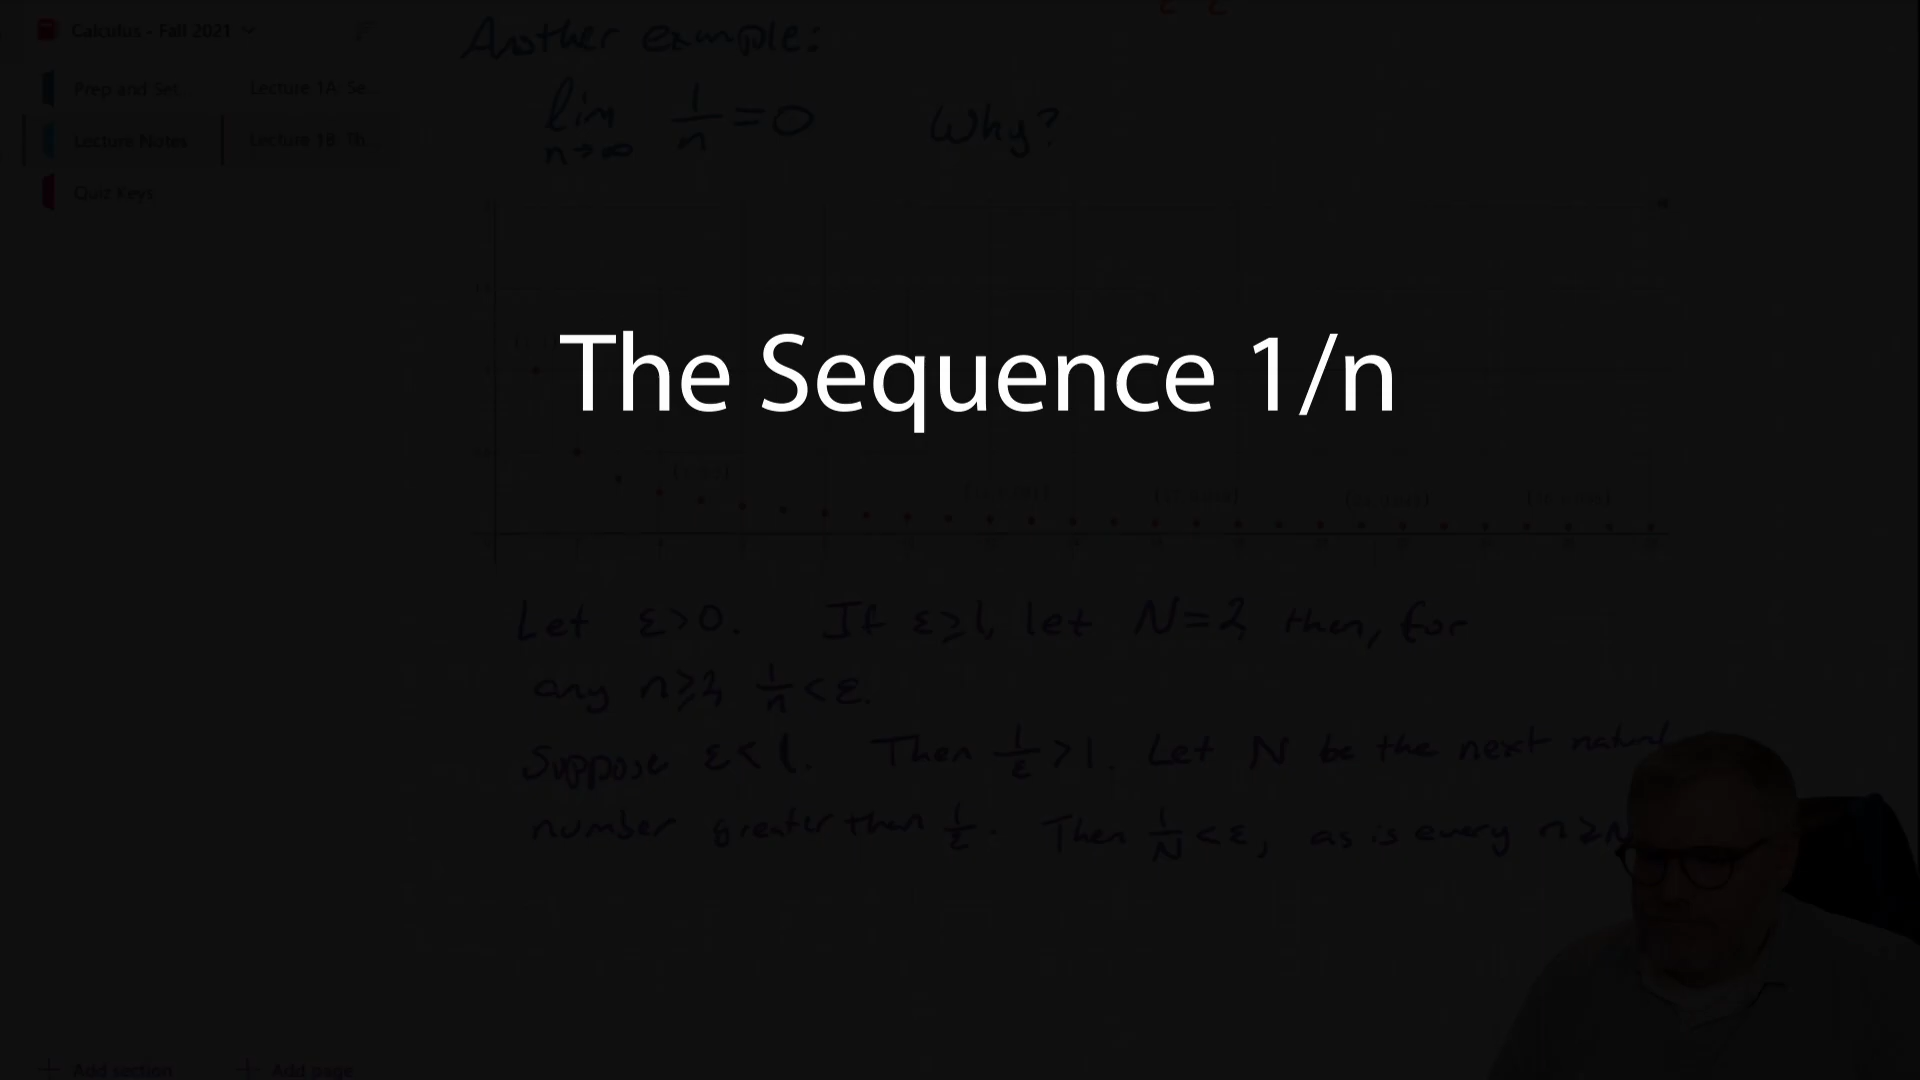 Calculus - Fall 2021
Prep and Set...
Lecture 1A: Se...
Lecture Notes
Lecture 1B: Th...
Quiz Keys
Another example:
lim n→∞ 1/n = 0 Why?
The Sequence 1/n
Let ε>0. If ε≥1, let N=2, then, for
any n≥2, 1/n < ε.
Suppose ε<1. Then 1/ε >1. Let N be the next natural
number greater than 1/ε. Then 1/N < ε, as is every n≥N
Add section
Add page